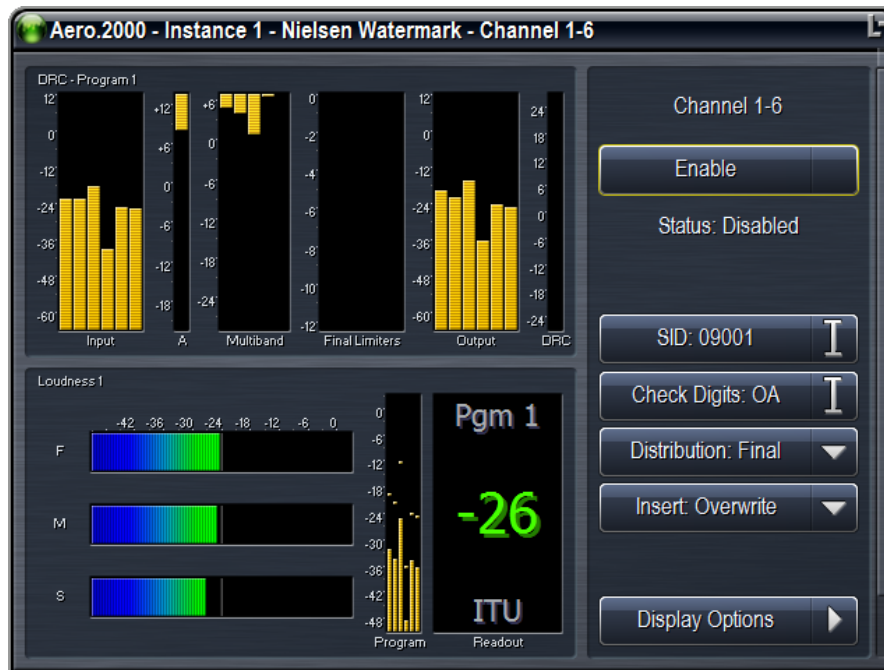 Aero.2000 - Instance 1 - Nielsen Watermark - Channel 1-6
DRC - Program 1
12 +12 +6 0 12 24
0 +6 0 -2 0 18
-12 0 -6 -4 -12 12
-24 -6 -12 -6 -24 6
-36 -12 -18 -8 -36 0
-48 -18 -24 -10 -48 -6
-60 -12 -60 -12
-18
-24
Input A Multiband Final Limiters Output DRC
Loudness 1
-42 -36 -30 -24 -18 -12 -6 0
F
M
S
0
-6
-12
-18
-24
-30
-36
-42
-48
Program
Pgm 1
-26
ITU
Readout
Channel 1-6
Enable
Status: Disabled
SID: 09001
Check Digits: OA
Distribution: Final
Insert: Overwrite
Display Options